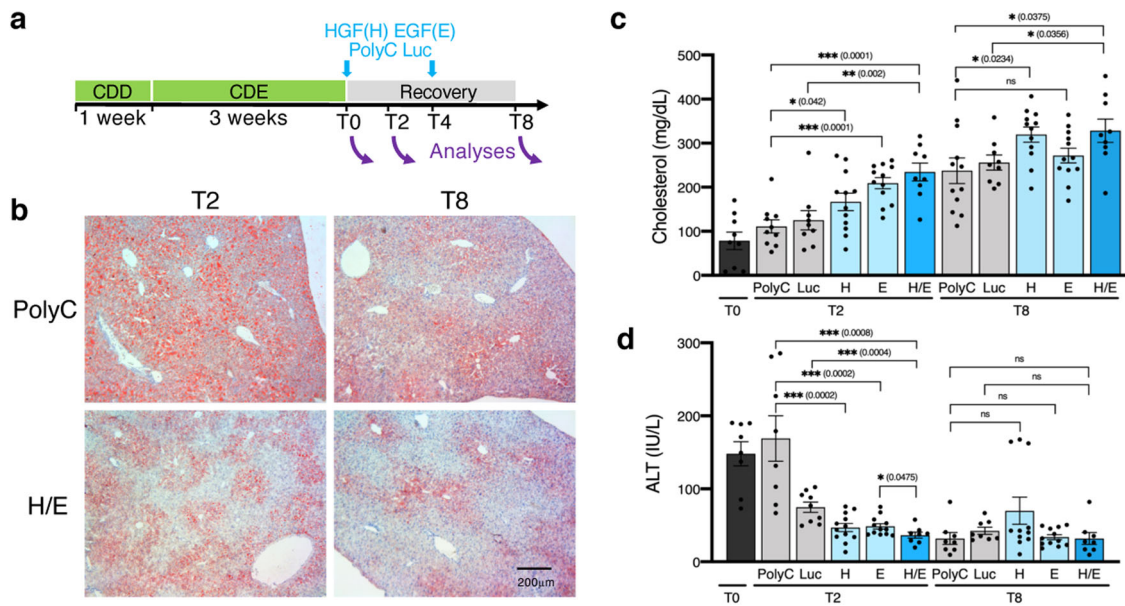 a
HGF(H) EGF(E)
PolyC Luc
CDD CDE Recovery
1 week 3 weeks T0 T2 T4 T8
Analyses
b
T2 T8
PolyC
H/E
200μm
c
Cholesterol (mg/dL)
500
400
300
200
100
0
* (0.0375)
*** (0.0001) * (0.0356)
** (0.002) * (0.0234)
* (0.042) ns
*** (0.0001)
PolyC Luc H E H/E PolyC Luc H E H/E
T0 T2 T8
d
ALT (IU/L)
300
200
100
0
*** (0.0008)
*** (0.0004) ns
*** (0.0002) ns
*** (0.0002) ns
ns
* (0.0475)
PolyC Luc H E H/E PolyC Luc H E H/E
T0 T2 T8